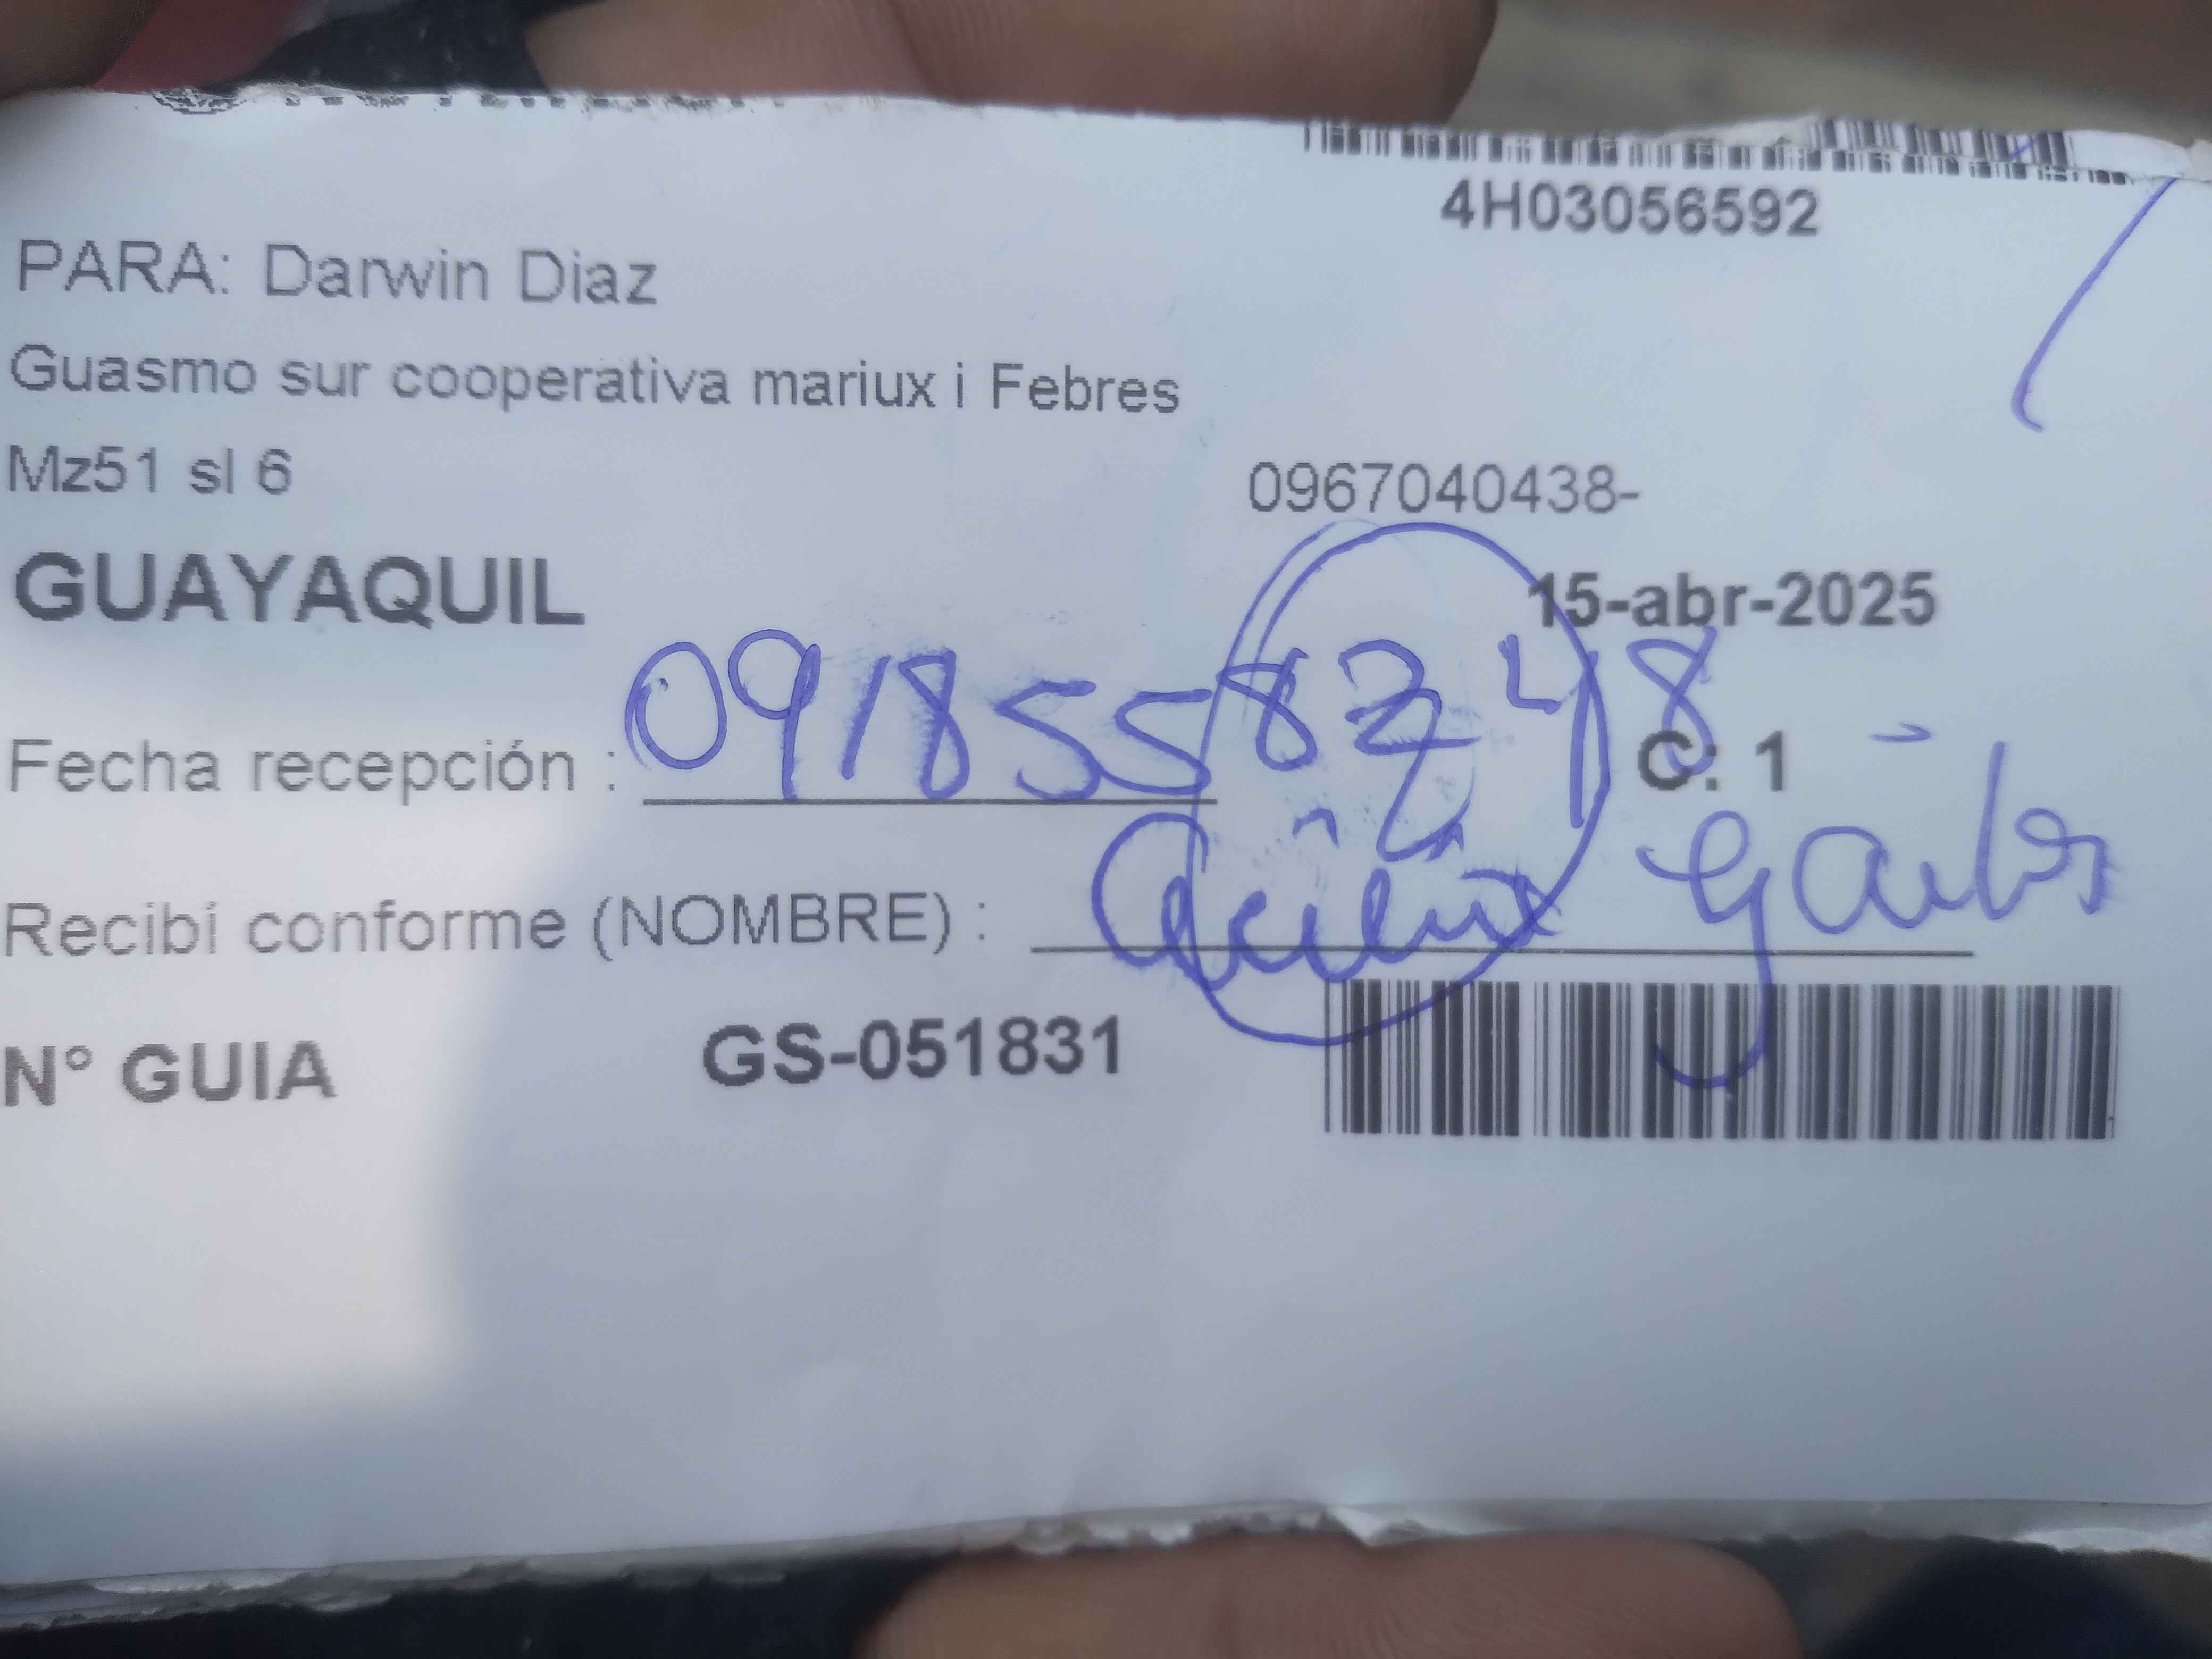 4H03056592
PARA: Darwin Diaz
Guasmo sur cooperativa mariux i Febres
Mz51 sl 6
0967040438-
GUAYAQUIL
15-abr-2025
Fecha recepción :
C: 1
Recibí conforme (NOMBRE) :
N° GUIA GS-051831